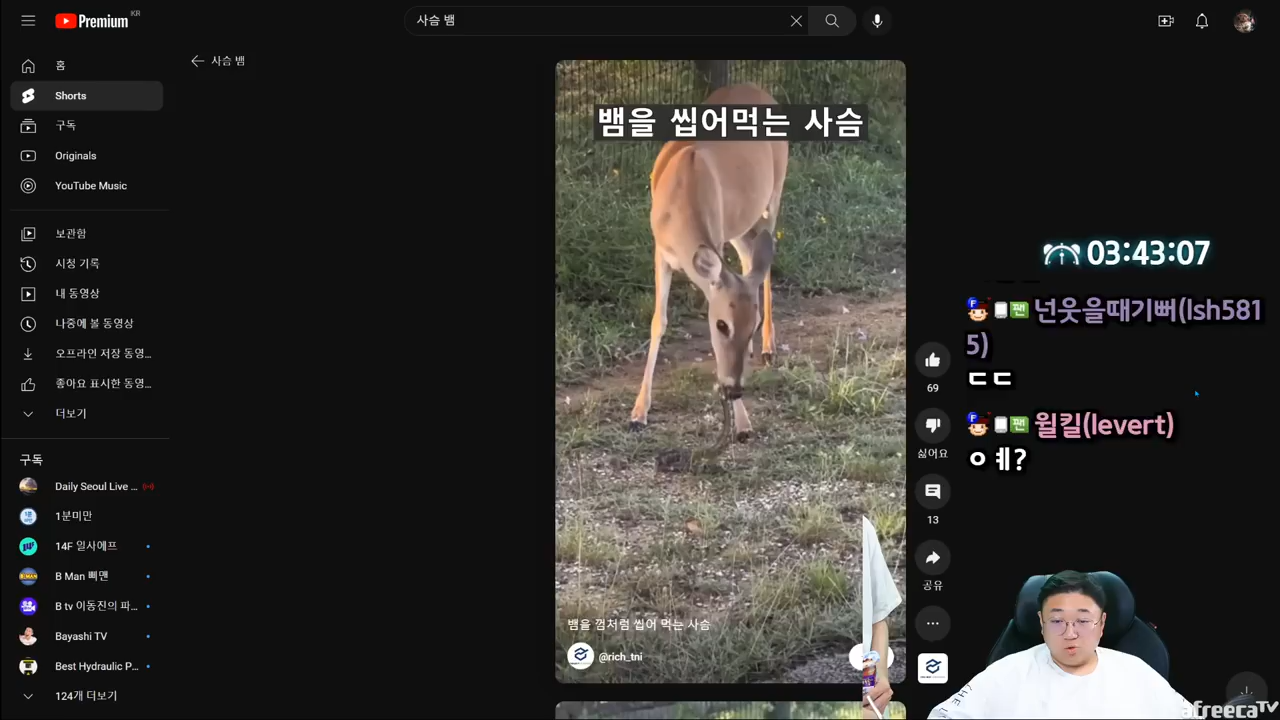 Premium KR
사슴 뱀
홈
사슴 뱀
Shorts
구독
Originals
YouTube Music
보관함
시청 기록
내 동영상
나중에 볼 동영상
오프라인 저장 동영...
좋아요 표시한 동영...
더보기
구독
Daily Seoul Live ...
1분미만
14F 일사에프
B Man 삐맨
B tv 이동진의 파...
Bayashi TV
Best Hydraulic P...
124개 더보기
뱀을 씹어먹는 사슴
뱀을 껌처럼 씹어 먹는 사슴
@rich_tni
69
싫어요
13
공유
03:43:07
넌웃을때기뻐(lsh581
5)
ㄷㄷ
윌킬(levert)
ㅇ예?
afreecaTV